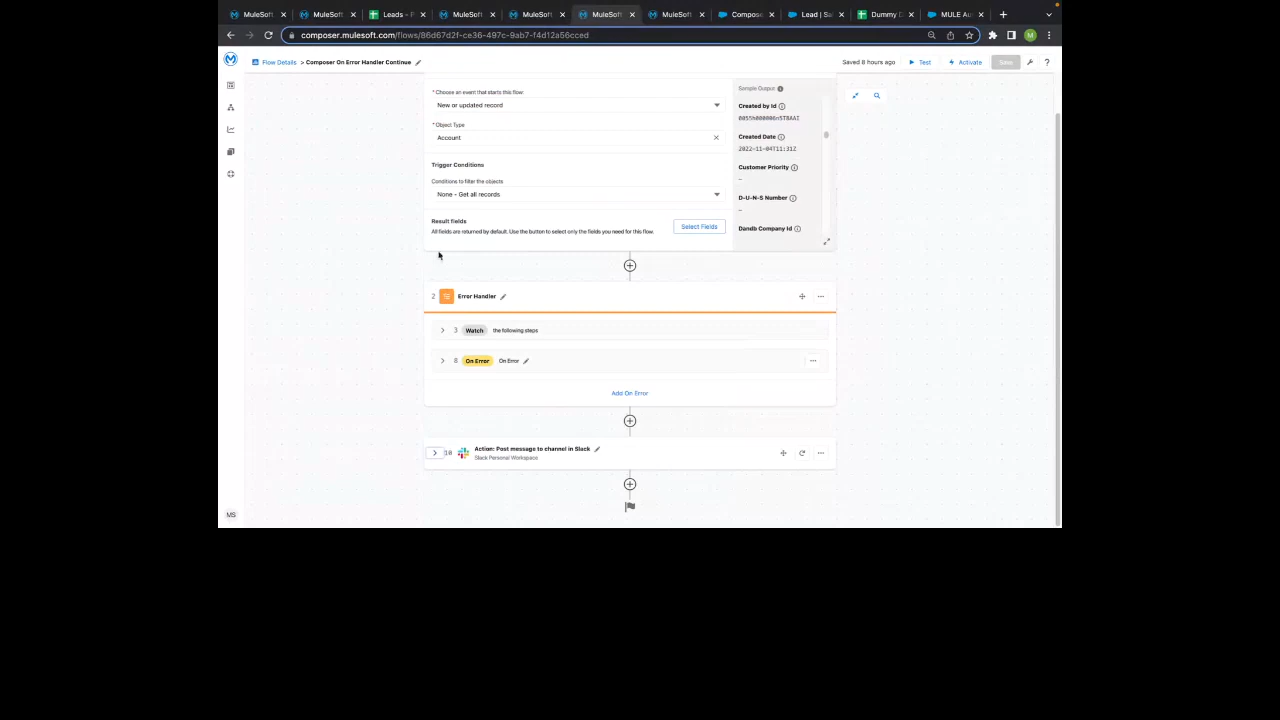 MuleSoft
MuleSoft
Leads - F
MuleSoft
MuleSoft
MuleSoft
MuleSoft
Compos
Lead | Sa
Dummy D
MULE A
composer.mulesoft.com/flows/86d67d2f-ce36-497c-9ab7-f4d12a56cced
M
Flow Details > Composer On Error Handler Continue
Saved 8 hours ago
Test
Activate
Save
?
* Choose an event that starts this flow:
New or updated record
* Object Type
Account
Trigger Conditions
Conditions to filter the objects
None - Get all records
Result fields
All fields are returned by default. Use the button to select only the fields you need for this flow.
Select Fields
Sample Output
Created by Id
Created Date
2022-11-04T11:31Z
Customer Priority
–
D-U-N-S Number
–
Dandb Company Id
2 Error Handler
3 Watch the following steps
8 On Error On Error
Add On Error
10 Action: Post message to channel in Slack
Slack Personal Workspace
MS